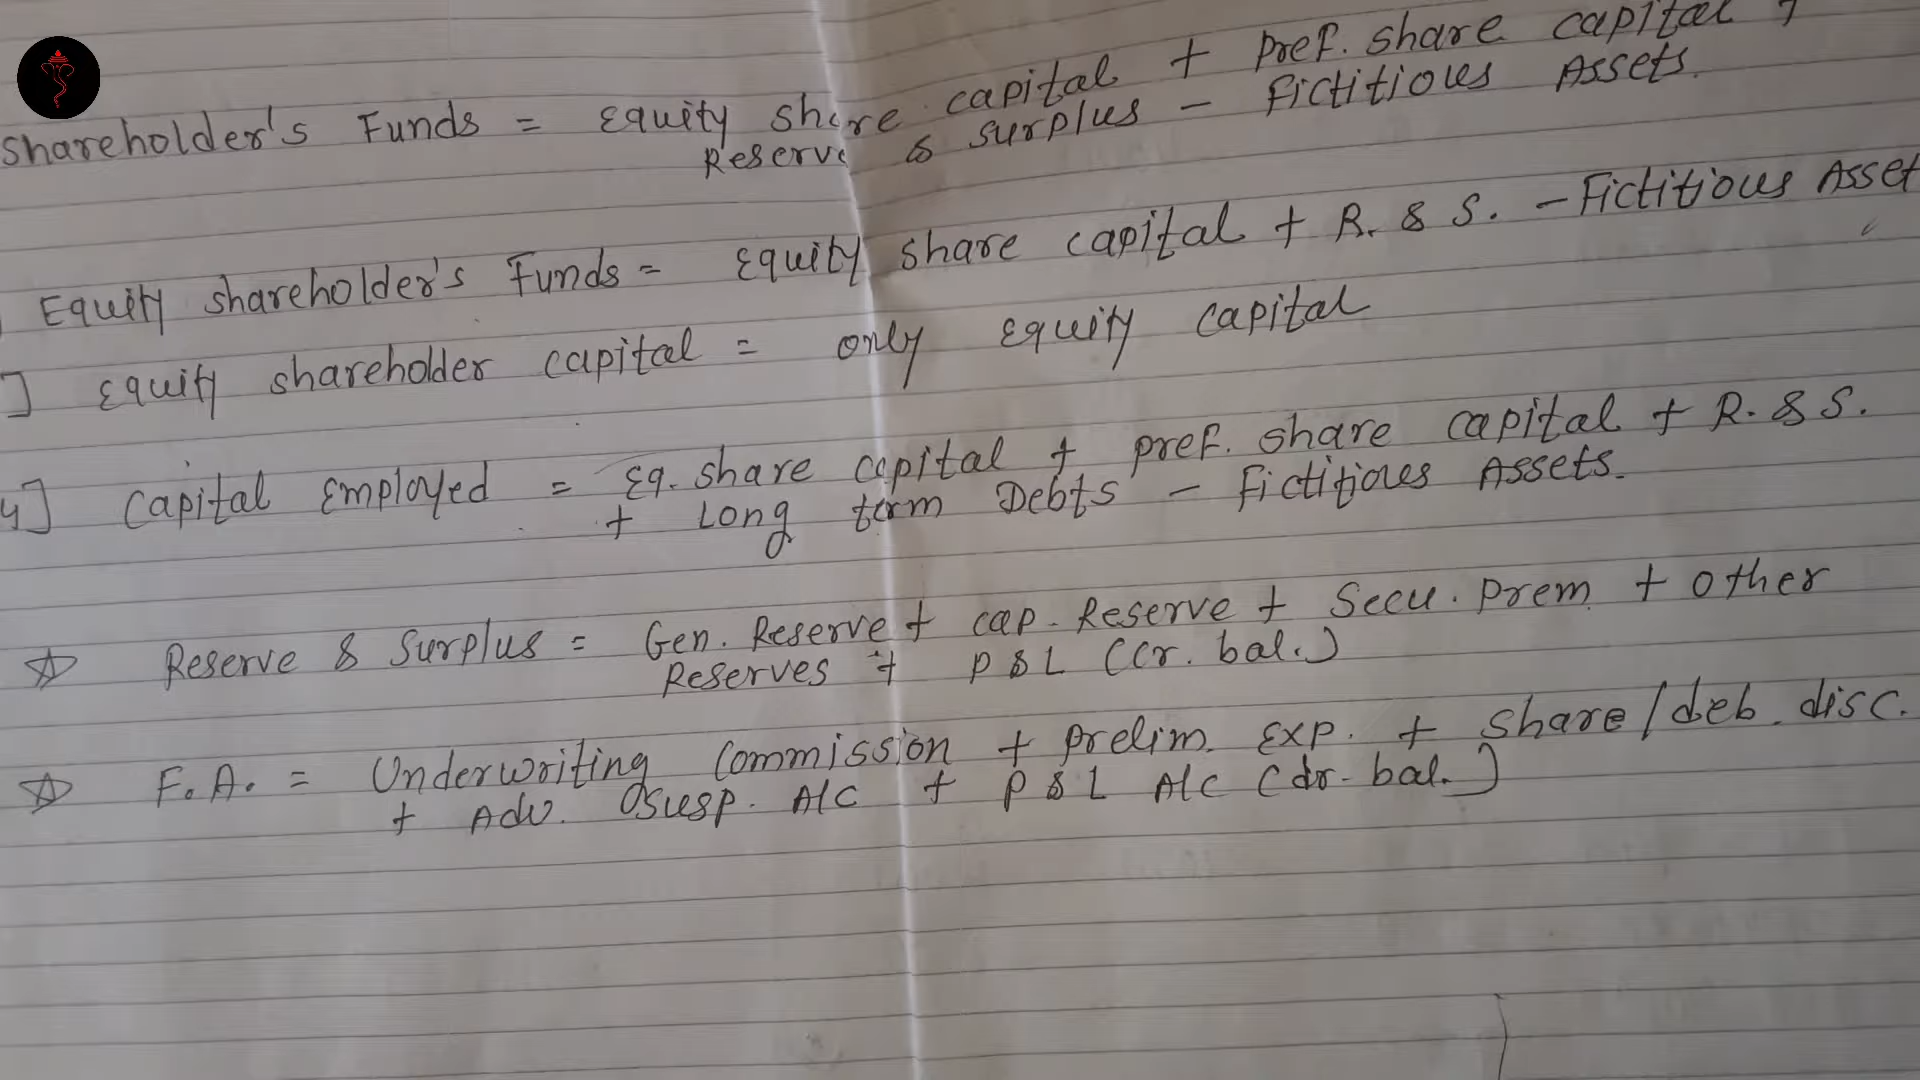 Shareholder's Funds = Equity share capital + Pref. share capital +
Reserve & Surplus - Fictitious Assets.
Equity shareholder's Funds = Equity share capital + R. & S. - Fictitious Asset
] Equity shareholder capital = only Equity capital
4] Capital Employed = Eq. share capital + pref. share capital + R. & S.
+ Long term Debts - Fictitious Assets.
☆ Reserve & Surplus = Gen. Reserve + cap. Reserve + Secu. Prem. + other
Reserves + P & L (cr. bal.)
☆ F.A. = Underwriting Commission + Prelim. Exp. + Share/deb. disc.
+ Adv. Susp. A/C + P & L A/C (dr. bal.)